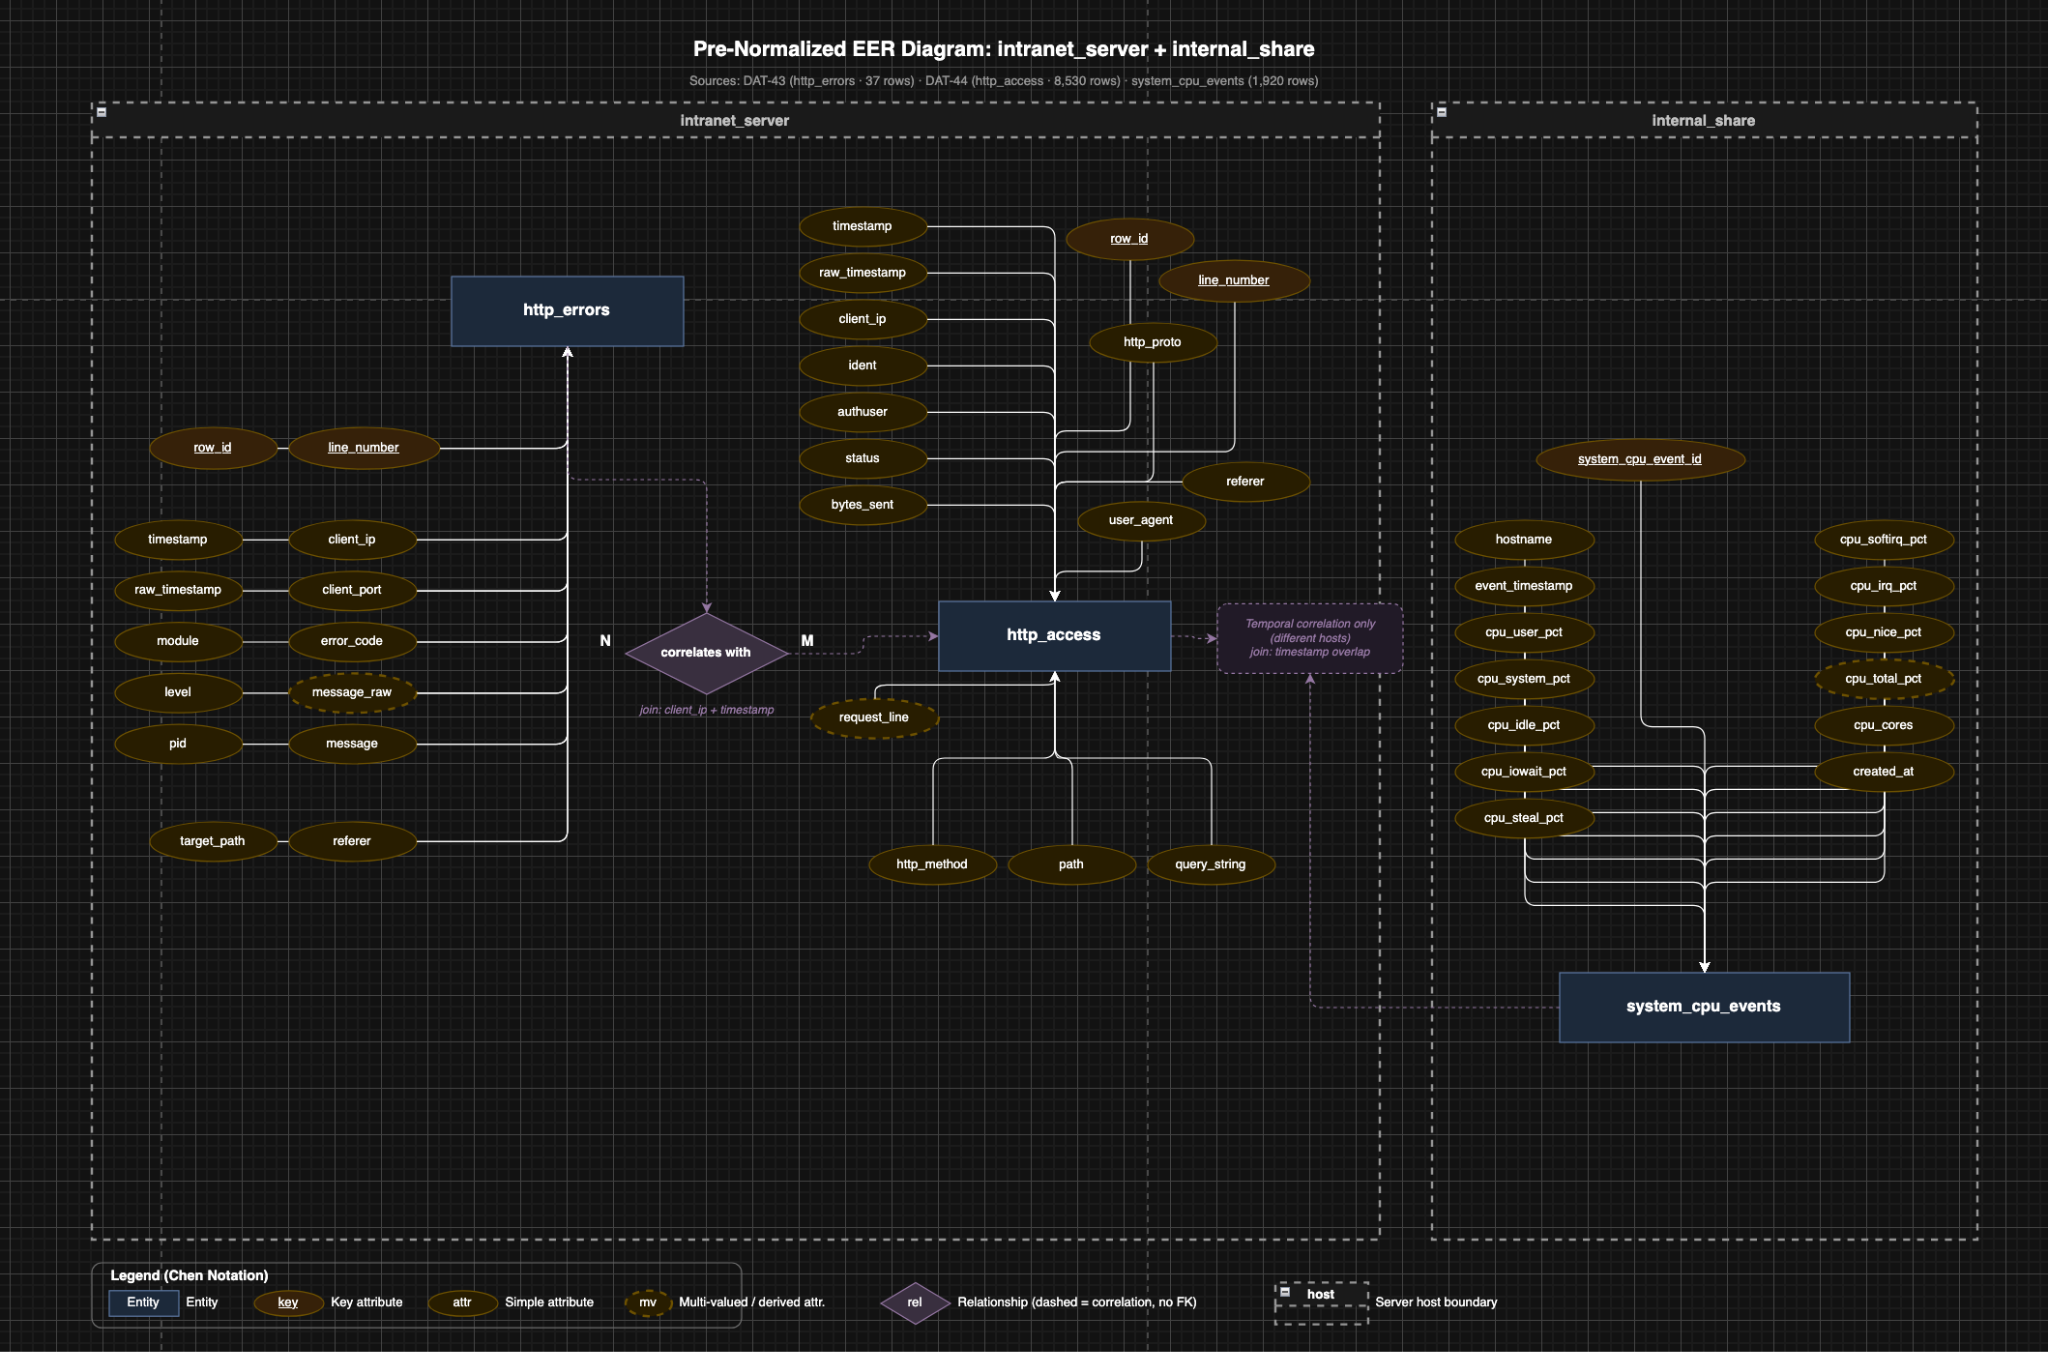 Pre-Normalized EER Diagram: intranet_server + internal_share
Sources: DAT-43 (http_errors · 37 rows) · DAT-44 (http_access · 8,530 rows) · system_cpu_events (1,920 rows)
intranet_server
http_errors
row_id
line_number
timestamp
client_ip
raw_timestamp
client_port
module
error_code
level
message_raw
pid
message
target_path
referer
N
correlates with
M
join: client_ip + timestamp
timestamp
raw_timestamp
client_ip
ident
authuser
status
bytes_sent
row_id
line_number
http_proto
referer
user_agent
http_access
request_line
http_method
path
query_string
Temporal correlation only
(different hosts)
join: timestamp overlap
internal_share
system_cpu_event_id
hostname
event_timestamp
cpu_user_pct
cpu_system_pct
cpu_idle_pct
cpu_iowait_pct
cpu_steal_pct
cpu_softirq_pct
cpu_irq_pct
cpu_nice_pct
cpu_total_pct
cpu_cores
created_at
system_cpu_events
Legend (Chen Notation)
Entity
Entity
key
Key attribute
attr
Simple attribute
mv
Multi-valued / derived attr.
rel
Relationship (dashed = correlation, no FK)
host
Server host boundary